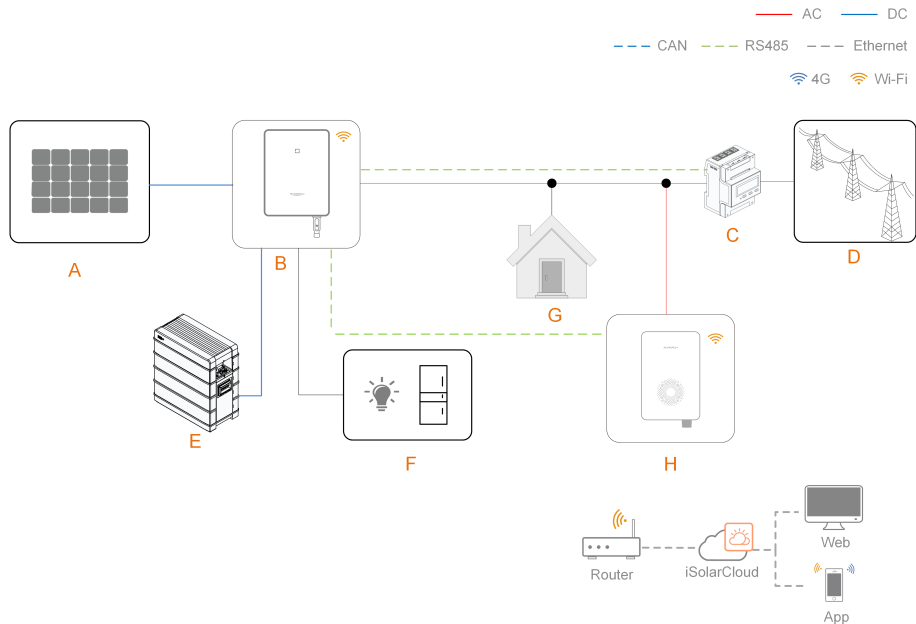 AC DC
CAN RS485 Ethernet
4G Wi-Fi
A
B
C
D
E
F
G
H
Router
iSolarCloud
Web
App